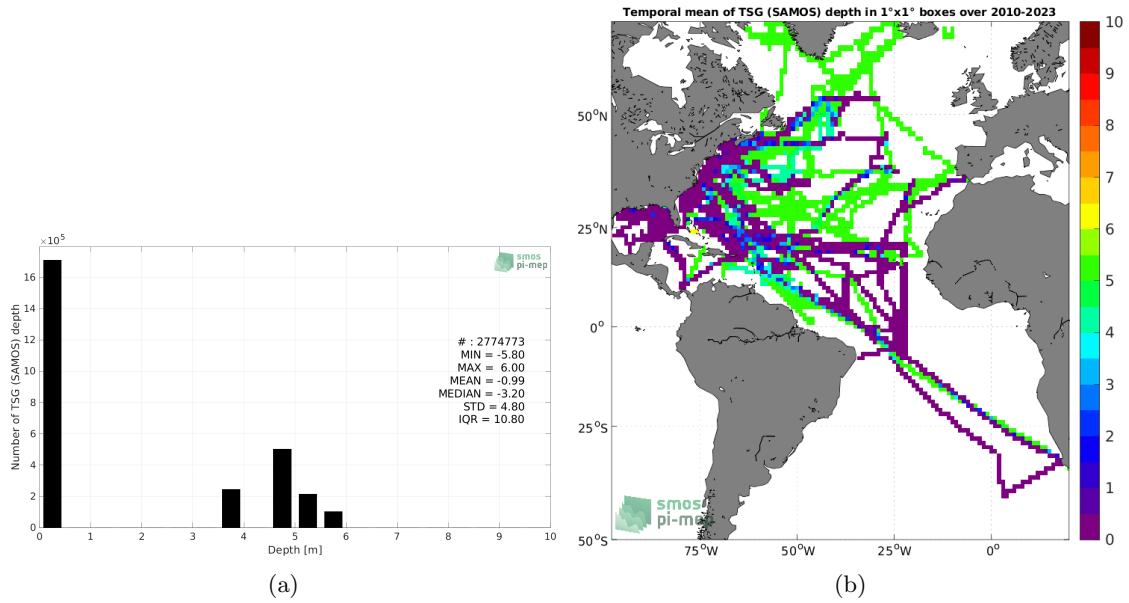 ×10⁵
16
14
12
10
8
6
4
2
0
Number of TSG (SAMOS) depth
smos
pi-mep
# : 2774773
MIN = -5.80
MAX = 6.00
MEAN = -0.99
MEDIAN = -3.20
STD = 4.80
IQR = 10.80
0 1 2 3 4 5 6 7 8 9 10
Depth [m]
(a)
Temporal mean of TSG (SAMOS) depth in 1°x1° boxes over 2010-2023
50°N
25°N
0°
25°S
50°S
smos
pi-mep
75°W 50°W 25°W 0°
10
9
8
7
6
5
4
3
2
1
0
(b)